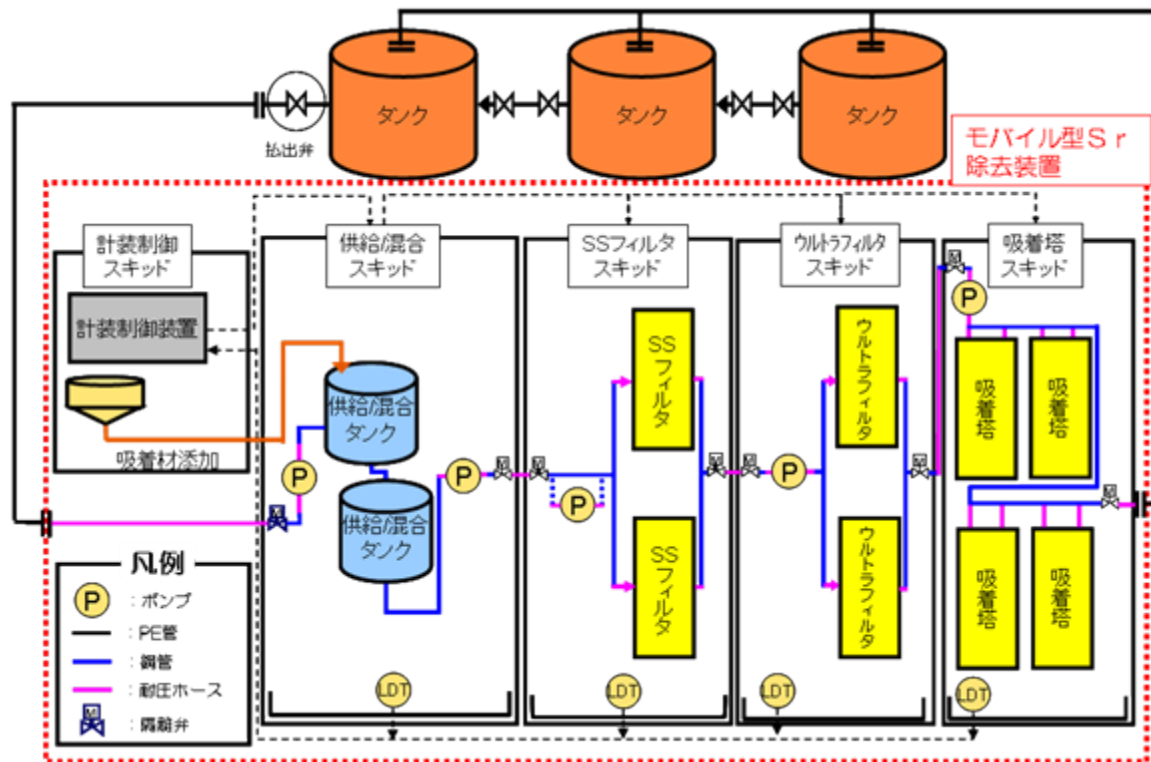 タンク
タンク
タンク
払出弁
モバイル型Ｓｒ
除去装置
計装制御
スキッド
供給/混合
スキッド
SSフィルタ
スキッド
ウルトラフィルタ
スキッド
吸着塔
スキッド
計装制御装置
吸着材添加
供給/混合
タンク
供給/混合
タンク
P
P
P
P
P
SSフィルタ
SSフィルタ
ウルトラフィルタ
ウルトラフィルタ
吸着塔
吸着塔
吸着塔
吸着塔
M
M
M
M
M
M
M
M
LDT
LDT
LDT
LDT
凡例
P
：ポンプ
：PE管
：鋼管
：耐圧ホース
M
：隔離弁